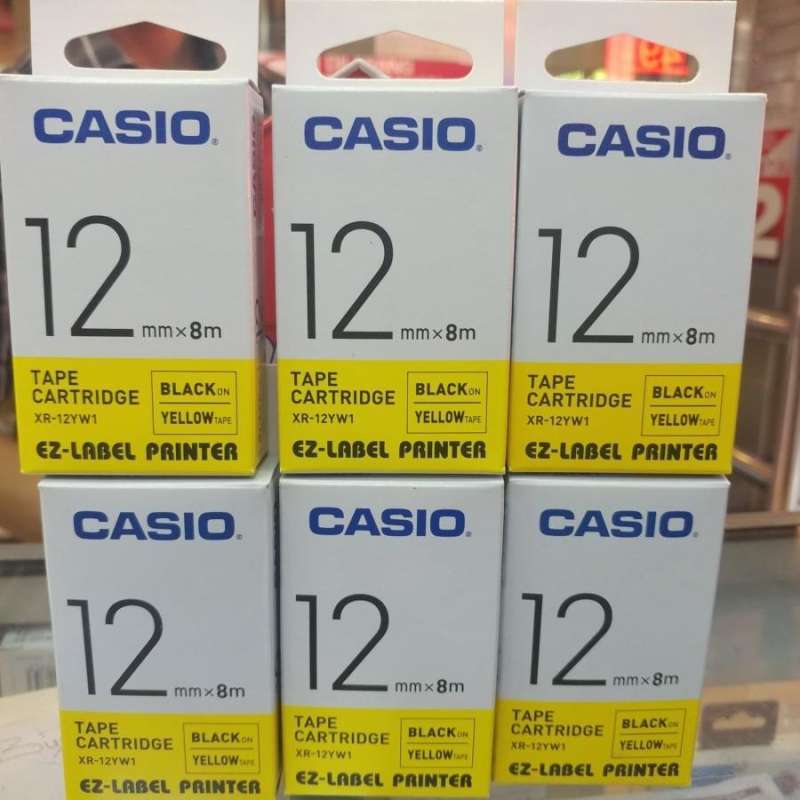 CASIO®
12 mm×8m
TAPE
CARTRIDGE
XR-12YW1
BLACK ON
YELLOW TAPE
EZ-LABEL PRINTER
CASIO®
12 mm×8m
TAPE
CARTRIDGE
XR-12YW1
BLACK ON
YELLOW TAPE
EZ-LABEL PRINTER
CASIO®
12 mm×8m
TAPE
CARTRIDGE
XR-12YW1
BLACK ON
YELLOW TAPE
EZ-LABEL PRINTER
CASIO®
12 mm×8m
TAPE
CARTRIDGE
XR-12YW1
BLACK ON
YELLOW TAPE
EZ-LABEL PRINTER
CASIO®
12 mm×8m
TAPE
CARTRIDGE
XR-12YW1
BLACK ON
YELLOW TAPE
EZ-LABEL PRINTER
CASIO®
12 mm×8m
TAPE
CARTRIDGE
XR-12YW1
BLACK ON
YELLOW TAPE
EZ-LABEL PRINTER
2